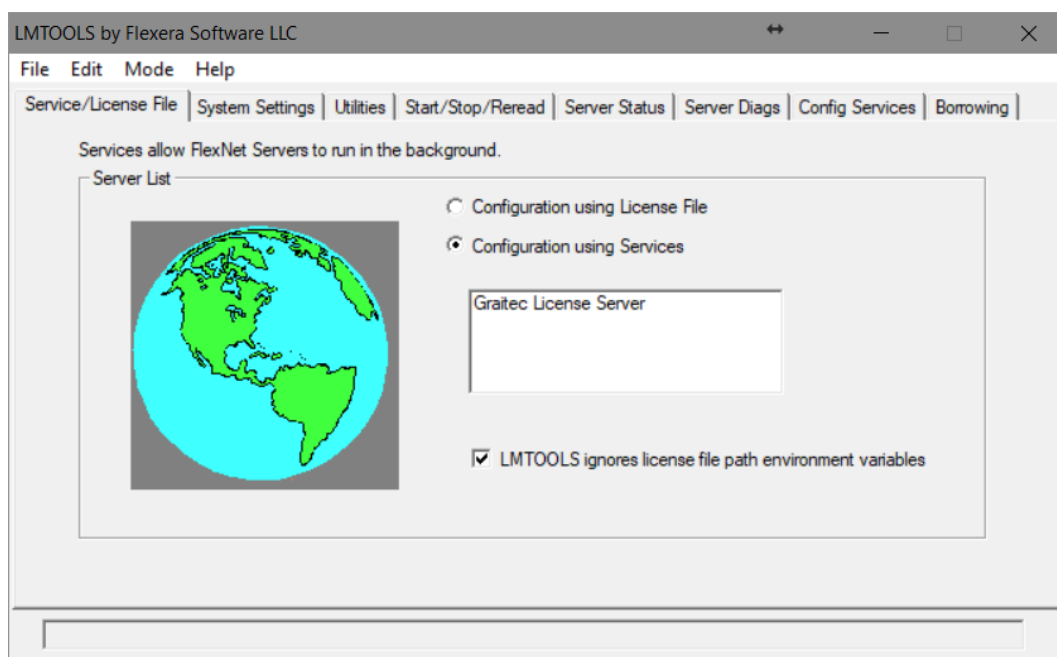 LMTOOLS by Flexera Software LLC
File Edit Mode Help
Service/License File System Settings Utilities Start/Stop/Reread Server Status Server Diags Config Services Borrowing
Services allow FlexNet Servers to run in the background.
Server List
Configuration using License File
Configuration using Services
Graitec License Server
LMTOOLS ignores license file path environment variables